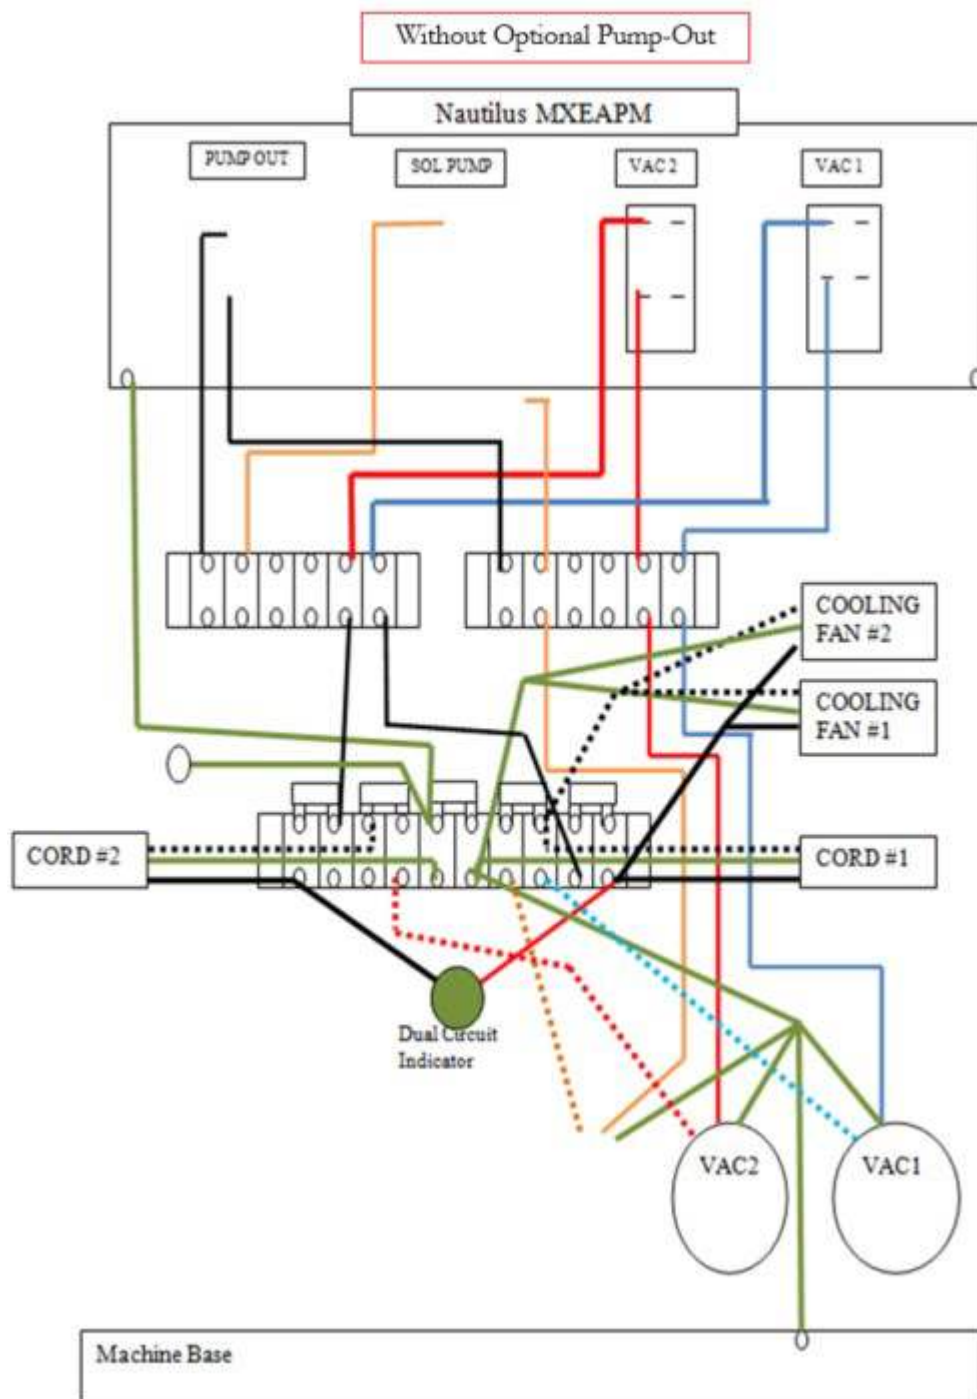 Without Optional Pump-Out
Nautilus MXEAPM
PUMP OUT
SOL PUMP
VAC 2
VAC 1
COOLING
FAN #2
COOLING
FAN #1
CORD #2
CORD #1
Dual Circuit
Indicator
VAC2
VAC1
Machine Base